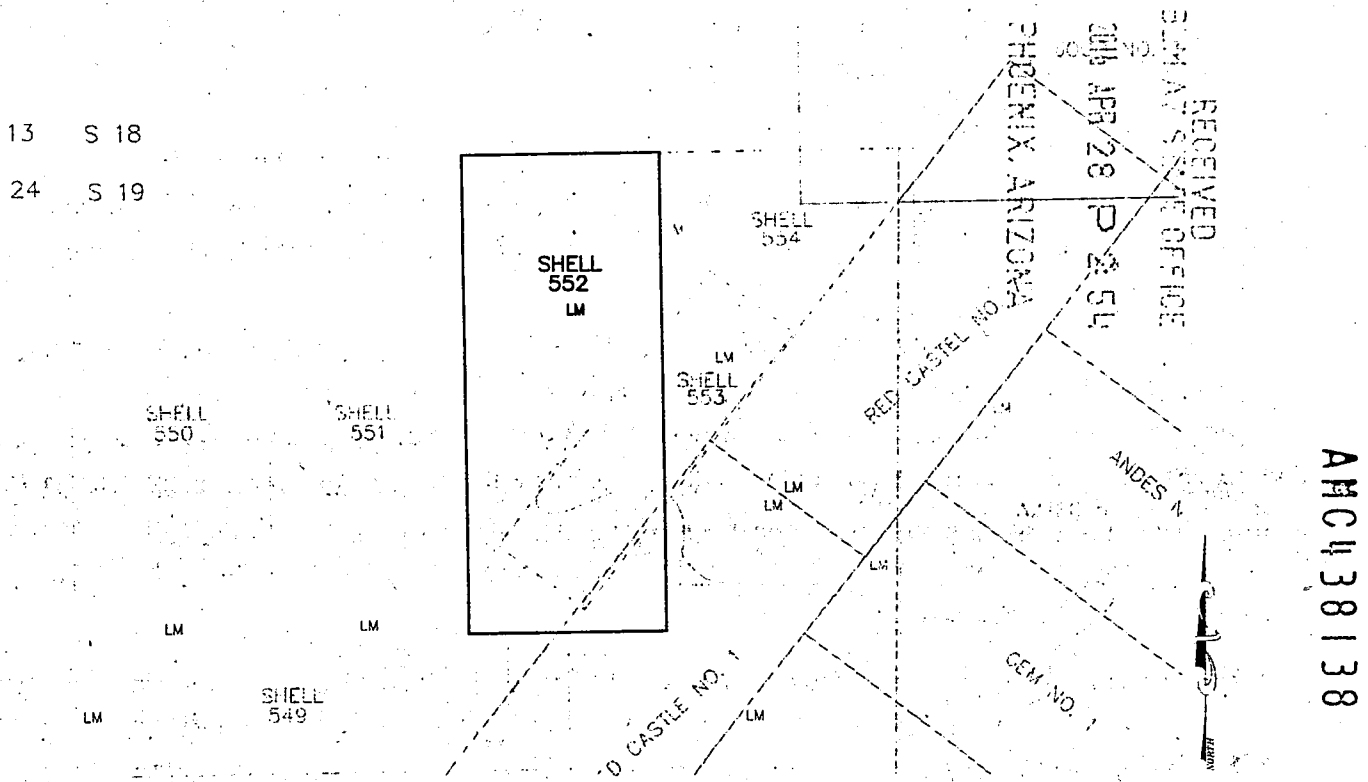 13 S 18
24 S 19
SHELL
552
LM
SHELL
554
LM
SHELL
553
SHELL
550
SHELL
551
LM
LM
LM
SHELL
549
LM
LM
LM
LM
RED CASTEL NO.
ANDES
GEM NO. 1
CASTLE NO. 1
RECEIVED
OFFICE
APR 28 P
PHOENIX, ARIZONA
AMC438138